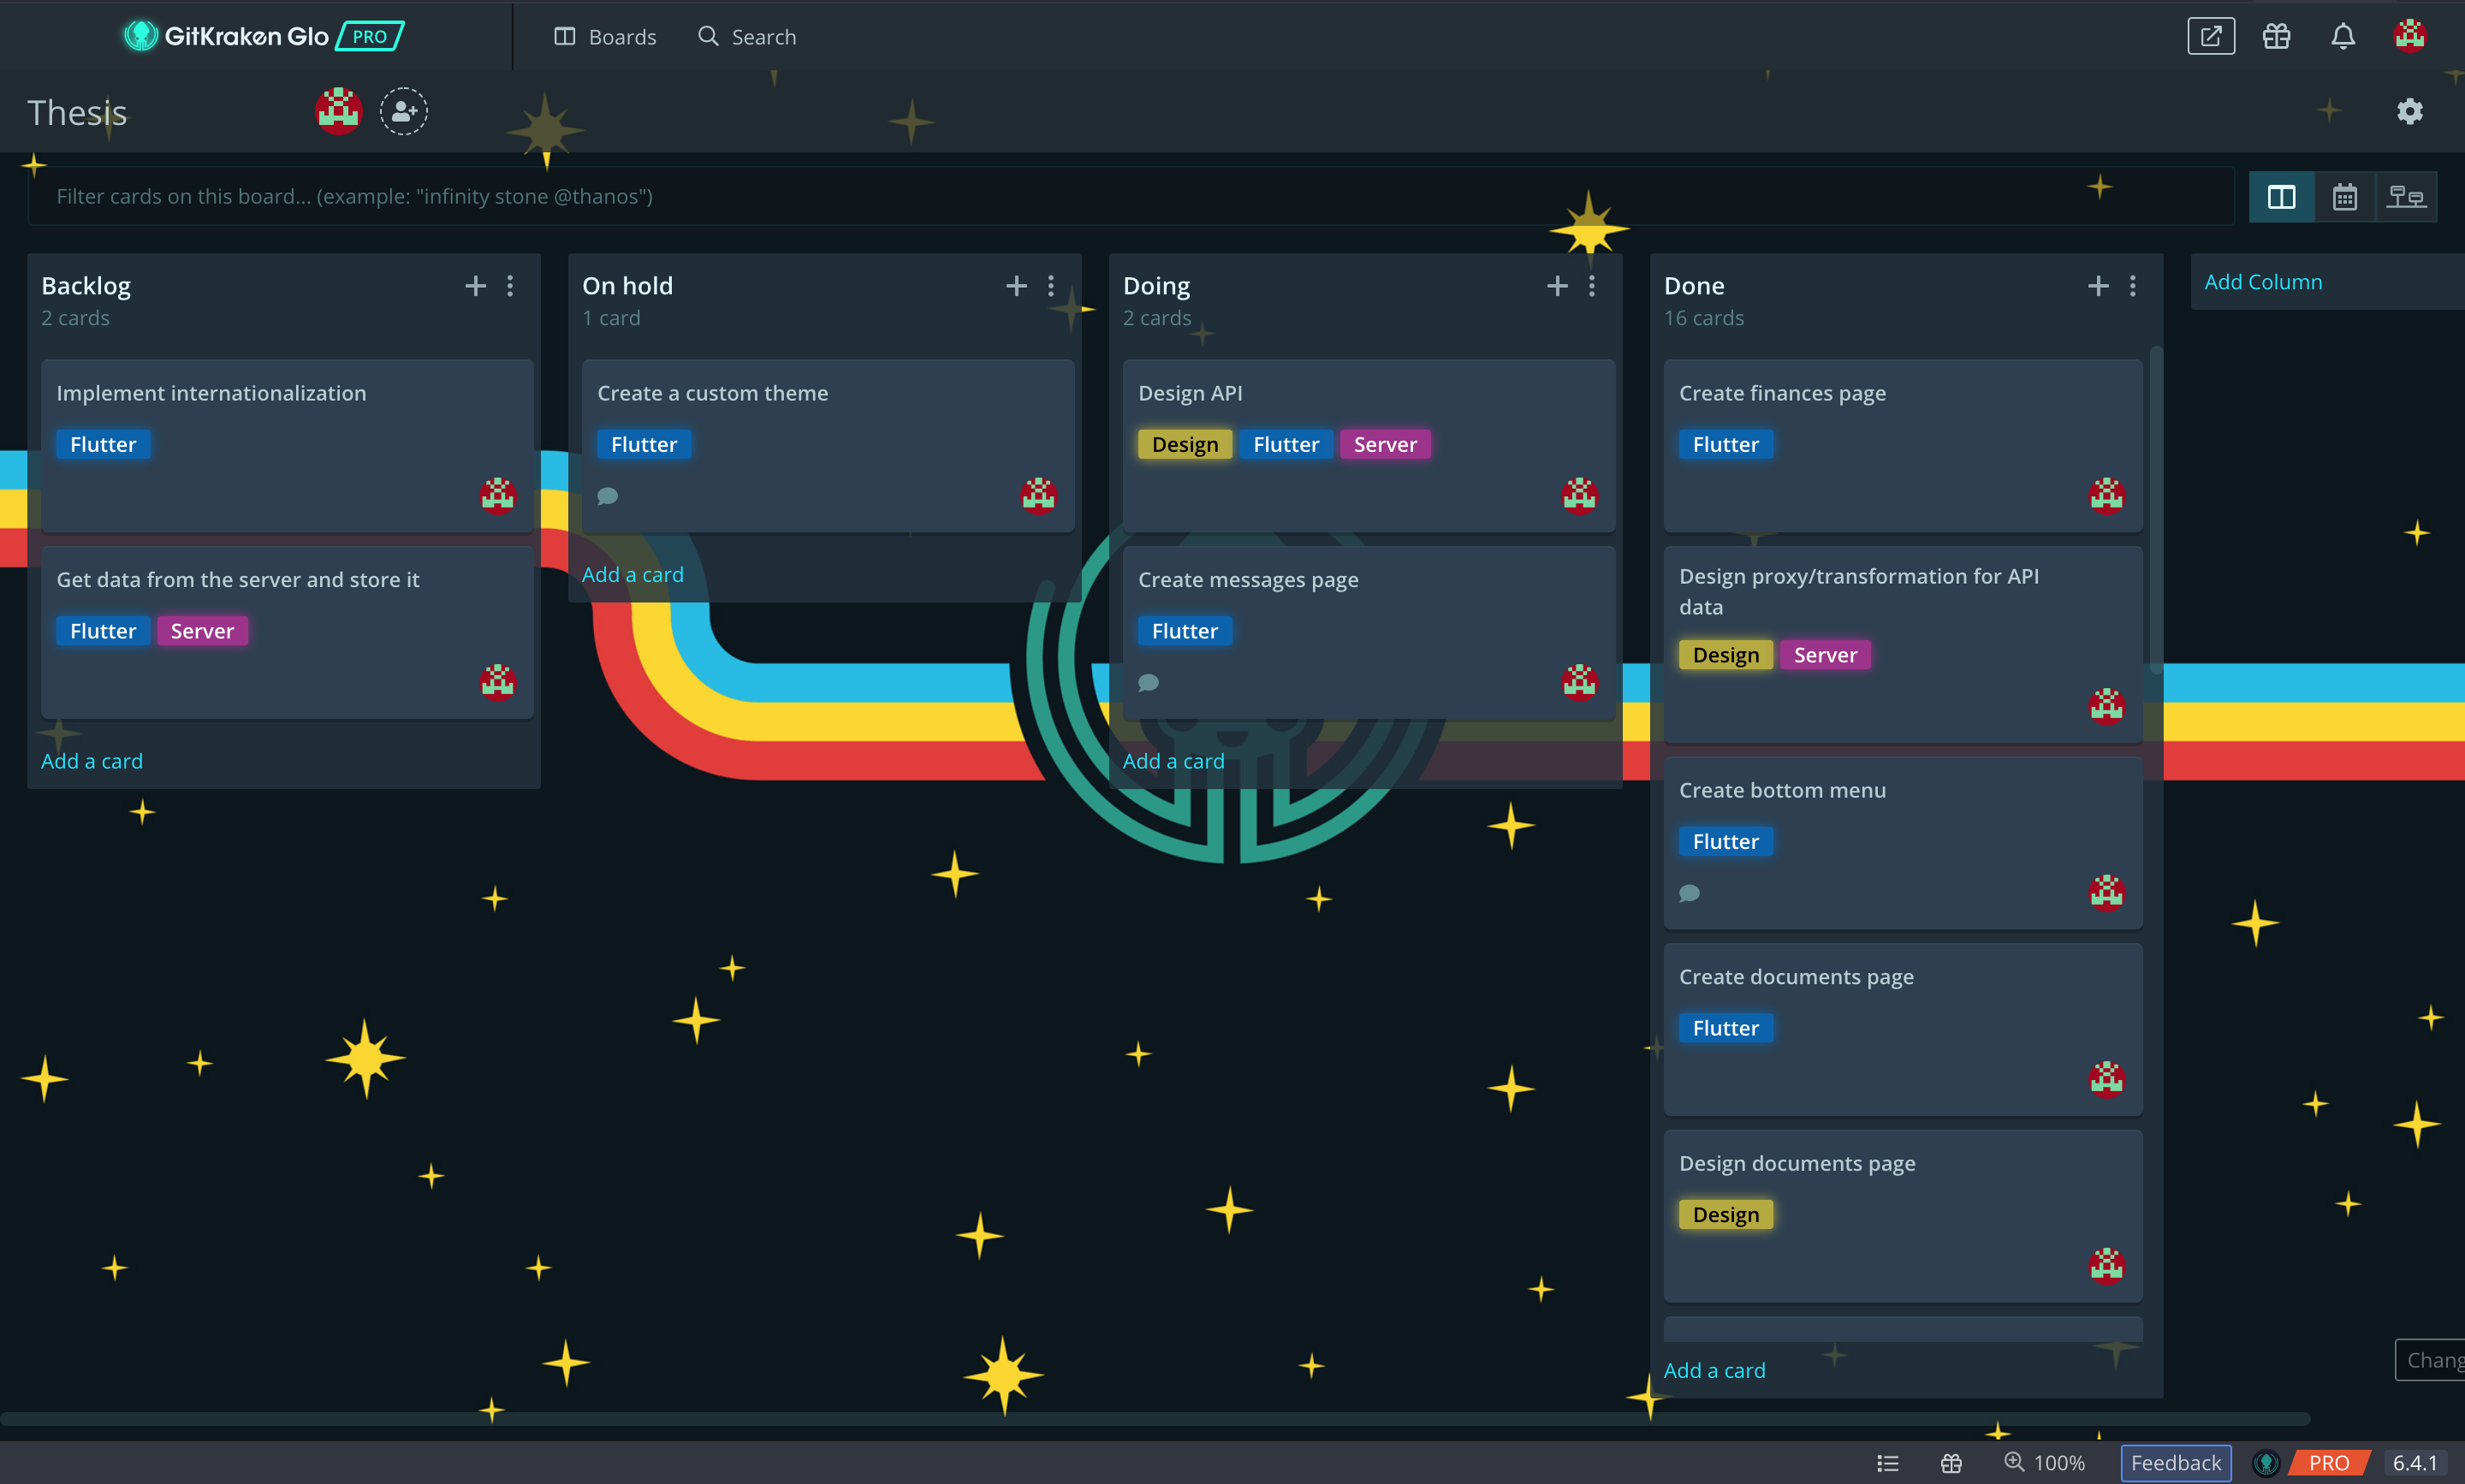 GitKraken Glo PRO
Boards
Search
Thesis
Filter cards on this board... (example: "infinity stone @thanos")
Backlog
2 cards
Implement internationalization
Flutter
Get data from the server and store it
Flutter Server
Add a card
On hold
1 card
Create a custom theme
Flutter
Add a card
Doing
2 cards
Design API
Design Flutter Server
Create messages page
Flutter
Add a card
Done
16 cards
Create finances page
Flutter
Design proxy/transformation for API
data
Design Server
Create bottom menu
Flutter
Create documents page
Flutter
Design documents page
Design
Add a card
Add Column
100%
Feedback
PRO
6.4.1